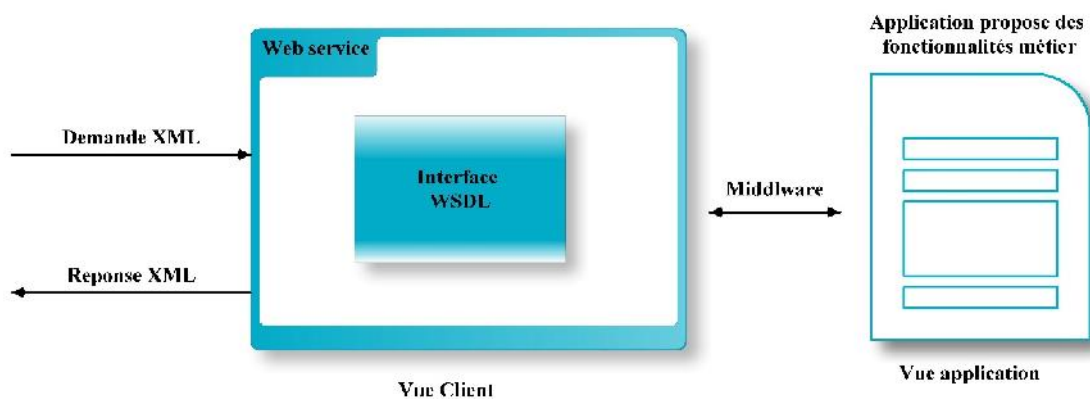 Web service
Demande XML
Interface
WSDL
Reponse XML
Vue Client
Middlware
Application propose des
fonctionnalités métier
Vue application